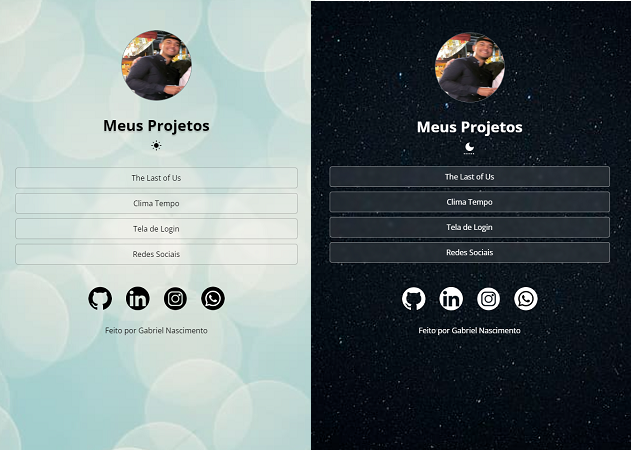 Meus Projetos
The Last of Us
Clima Tempo
Tela de Login
Redes Sociais
Feito por Gabriel Nascimento
Meus Projetos
The Last of Us
Clima Tempo
Tela de Login
Redes Sociais
Feito por Gabriel Nascimento